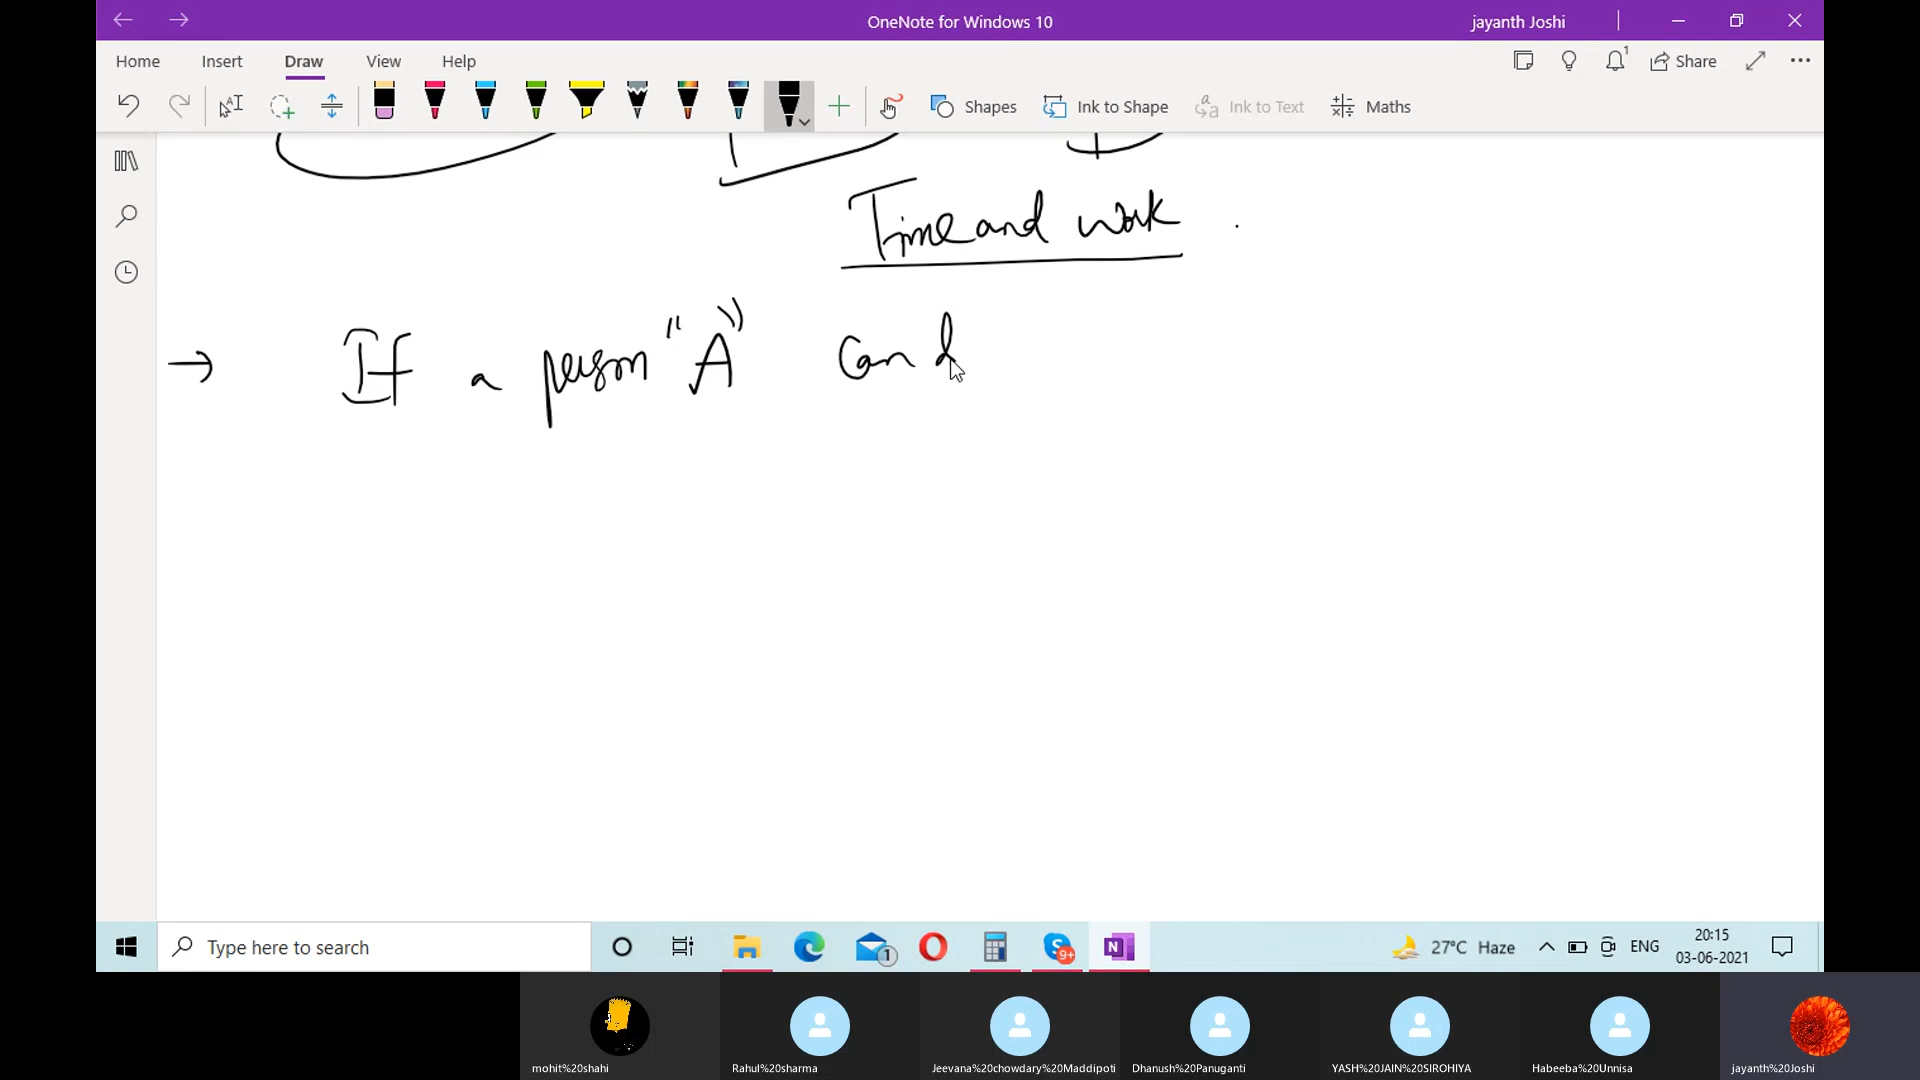 OneNote for Windows 10
jayanth Joshi
Home Insert Draw View Help
Share
Shapes
Ink to Shape
Ink to Text
Maths
Time and work .
→ If a person "A" Can d
Type here to search
1
9+
N
27°C Haze
ENG
20:15
03-06-2021
mohit%20shahi
Rahul%20sharma
Jeevana%20chowdary%20Maddipoti
Dhanush%20Panuganti
YASH%20JAIN%20SIROHIYA
Habeeba%20Unnisa
jayanth%20Joshi